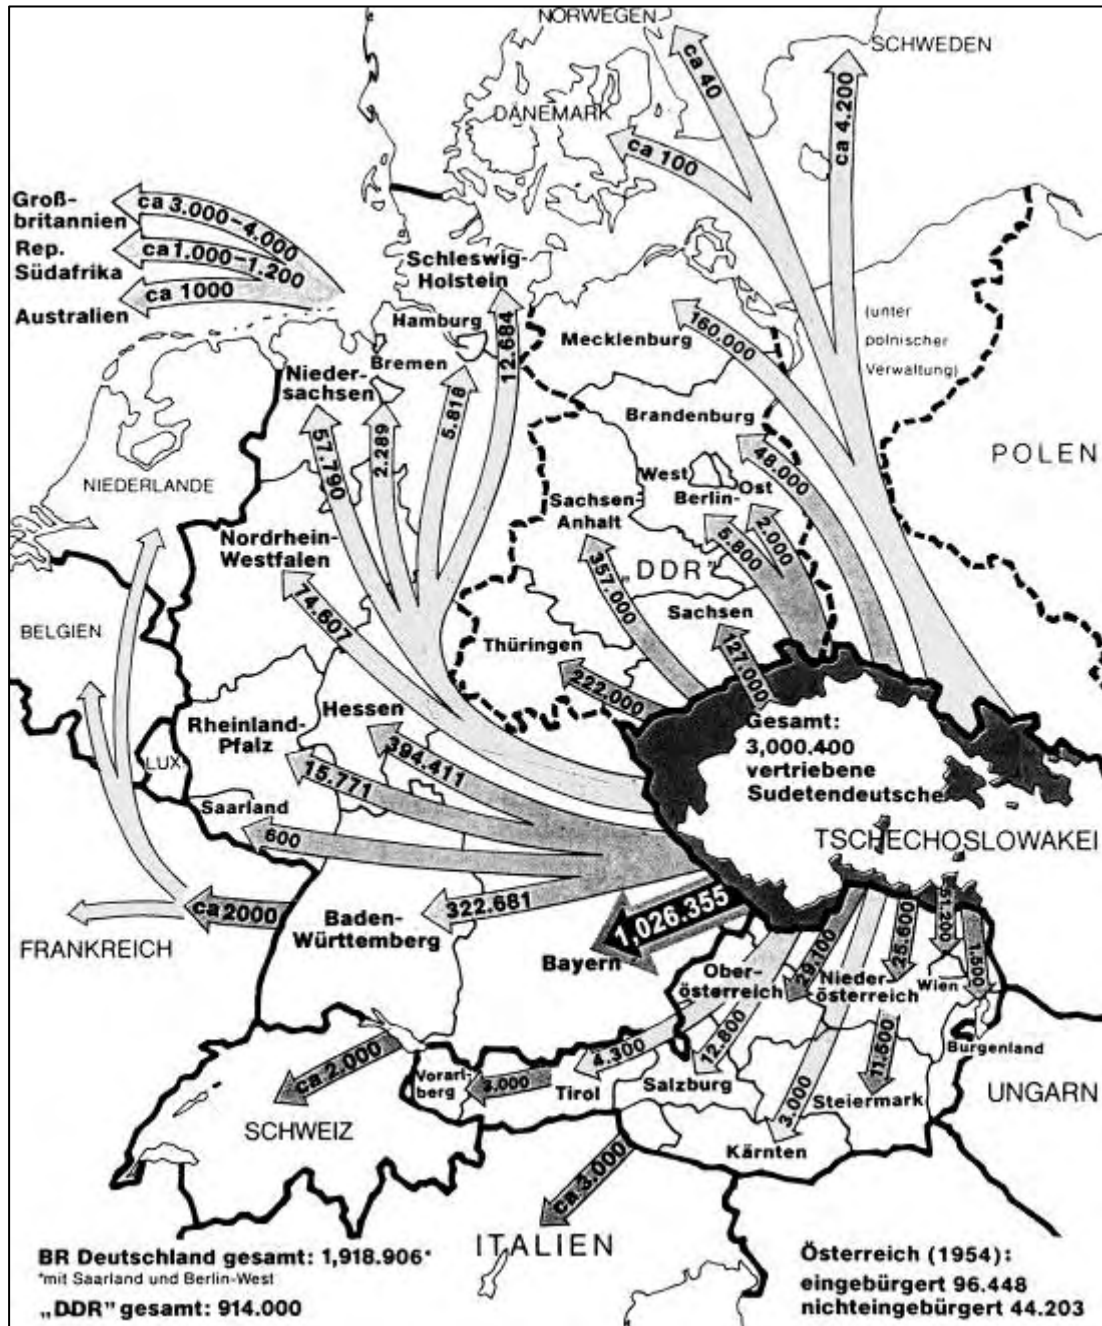 NORWEGEN
SCHWEDEN
ca 40
DÄNEMARK
ca 4.200
ca 100
Groß-
britannien
ca 3.000–4.000
Rep.
Südafrika
ca 1.000–1.200
Australien
ca 1000
Schleswig-
Holstein
Hamburg
12.684
Mecklenburg
160.000
(unter
polnischer
Verwaltung)
Bremen
Nieder-
sachsen
5.818
57.790
2.289
Brandenburg
POLEN
NIEDERLANDE
West
Ost
Berlin-
48.000
Sachsen-
Anhalt
5.800
2.000
Nordrhein-
Westfalen
357.000
„DDR"
74.607
Sachsen
BELGIEN
Thüringen
127.000
222.000
Rheinland-
Pfalz
Hessen
LUX
394.411
15.771
Gesamt:
3,000.400
vertriebene
Sudetendeutsche
Saarland
600
TSCHECHOSLOWAKEI
322.681
1,026.355
ca 2000
Baden-
Württemberg
FRANKREICH
Bayern
Ober-
österreich
29.100
Nieder-
österreich
25.600
51.200
1.500
Wien
Burgenland
4.300
12.800
11.500
ca 2.000
Vorarl-
berg
3.000
Tirol
Salzburg
3.000
Steiermark
UNGARN
SCHWEIZ
Kärnten
ca 3.000
ITALIEN
BR Deutschland gesamt: 1,918.906*
*mit Saarland und Berlin-West
„DDR" gesamt: 914.000
Österreich (1954):
eingebürgert 96.448
nichteingebürgert 44.203